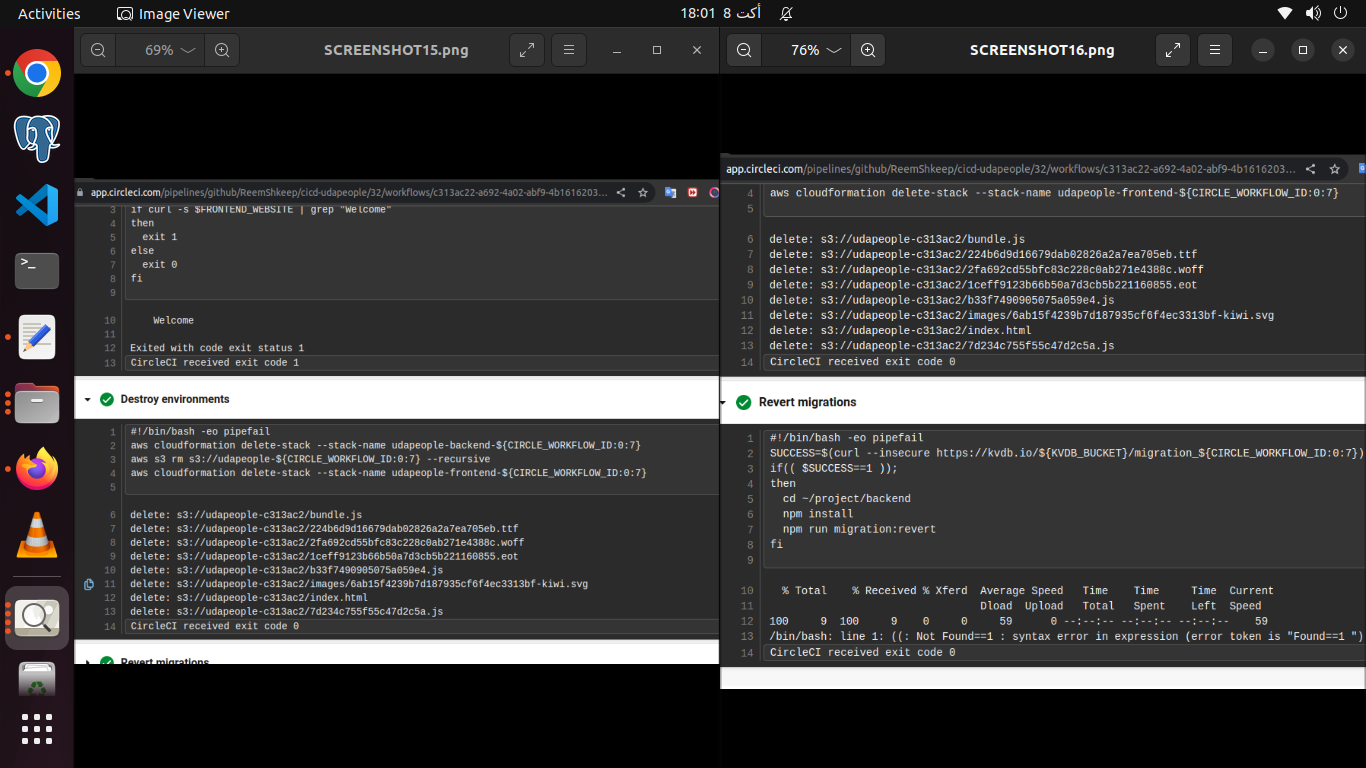 Activities
Image Viewer
18:01 8 أكت
69%
SCREENSHOT15.png
app.circleci.com/pipelines/github/ReemShkeep/cicd-udapeople/32/workflows/c313ac22-a692-4a02-abf9-4b1616203...
3 if curl -s $FRONTEND_WEBSITE | grep "Welcome"
4 then
5 exit 1
6 else
7 exit 0
8 fi
9
10 Welcome
11
12 Exited with code exit status 1
13 CircleCI received exit code 1
Destroy environments
1 #!/bin/bash -eo pipefail
2 aws cloudformation delete-stack --stack-name udapeople-backend-${CIRCLE_WORKFLOW_ID:0:7}
3 aws s3 rm s3://udapeople-${CIRCLE_WORKFLOW_ID:0:7} --recursive
4 aws cloudformation delete-stack --stack-name udapeople-frontend-${CIRCLE_WORKFLOW_ID:0:7}
5
6 delete: s3://udapeople-c313ac2/bundle.js
7 delete: s3://udapeople-c313ac2/224b6d9d16679dab02826a2a7ea705eb.ttf
8 delete: s3://udapeople-c313ac2/2fa692cd55bfc83c228c0ab271e4388c.woff
9 delete: s3://udapeople-c313ac2/1ceff9123b66b50a7d3cb5b221160855.eot
10 delete: s3://udapeople-c313ac2/b33f7490905075a059e4.js
11 delete: s3://udapeople-c313ac2/images/6ab15f4239b7d187935cf6f4ec3313bf-kiwi.svg
12 delete: s3://udapeople-c313ac2/index.html
13 delete: s3://udapeople-c313ac2/7d234c755f55c47d2c5a.js
14 CircleCI received exit code 0
Revert migrations
76%
SCREENSHOT16.png
app.circleci.com/pipelines/github/ReemShkeep/cicd-udapeople/32/workflows/c313ac22-a692-4a02-abf9-4b1616203...
4 aws cloudformation delete-stack --stack-name udapeople-frontend-${CIRCLE_WORKFLOW_ID:0:7}
5
6 delete: s3://udapeople-c313ac2/bundle.js
7 delete: s3://udapeople-c313ac2/224b6d9d16679dab02826a2a7ea705eb.ttf
8 delete: s3://udapeople-c313ac2/2fa692cd55bfc83c228c0ab271e4388c.woff
9 delete: s3://udapeople-c313ac2/1ceff9123b66b50a7d3cb5b221160855.eot
10 delete: s3://udapeople-c313ac2/b33f7490905075a059e4.js
11 delete: s3://udapeople-c313ac2/images/6ab15f4239b7d187935cf6f4ec3313bf-kiwi.svg
12 delete: s3://udapeople-c313ac2/index.html
13 delete: s3://udapeople-c313ac2/7d234c755f55c47d2c5a.js
14 CircleCI received exit code 0
Revert migrations
1 #!/bin/bash -eo pipefail
2 SUCCESS=$(curl --insecure https://kvdb.io/${KVDB_BUCKET}/migration_${CIRCLE_WORKFLOW_ID:0:7})
3 if(( $SUCCESS==1 ));
4 then
5 cd ~/project/backend
6 npm install
7 npm run migration:revert
8 fi
9
10 % Total % Received % Xferd Average Speed Time Time Time Current
11 Dload Upload Total Spent Left Speed
12 100 9 100 9 0 0 59 0 --:--:-- --:--:-- --:--:-- 59
13 /bin/bash: line 1: ((: Not Found==1 : syntax error in expression (error token is "Found==1 ")
14 CircleCI received exit code 0